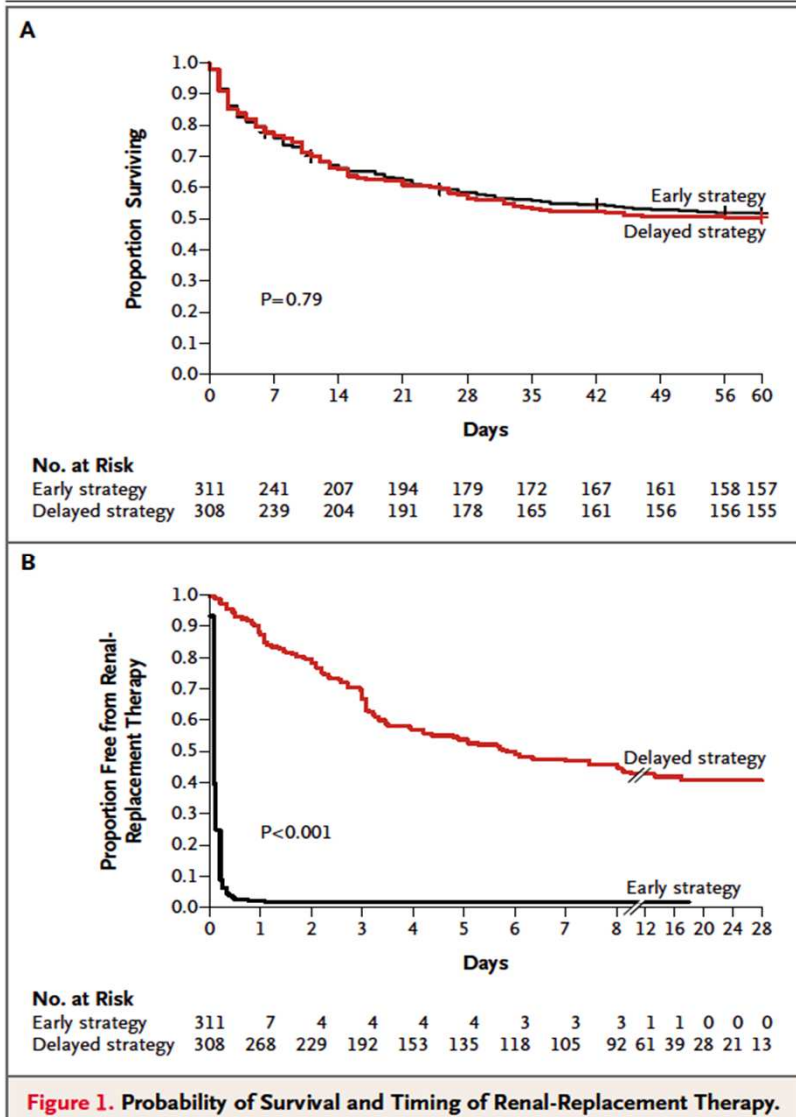 A
1.0
0.9
0.8
0.7
0.6
0.5
0.4
0.3
0.2
0.1
0.0
Proportion Surviving
Early strategy
Delayed strategy
P=0.79
0 7 14 21 28 35 42 49 56 60
Days
No. at Risk
Early strategy 311 241 207 194 179 172 167 161 158 157
Delayed strategy 308 239 204 191 178 165 161 156 156 155
B
1.0
0.9
0.8
0.7
0.6
0.5
0.4
0.3
0.2
0.1
0.0
Proportion Free from Renal-
Replacement Therapy
Delayed strategy
P<0.001
Early strategy
0 1 2 3 4 5 6 7 8 12 16 20 24 28
Days
No. at Risk
Early strategy 311 7 4 4 4 4 3 3 3 1 1 0 0 0
Delayed strategy 308 268 229 192 153 135 118 105 92 61 39 28 21 13
Figure 1. Probability of Survival and Timing of Renal-Replacement Therapy.